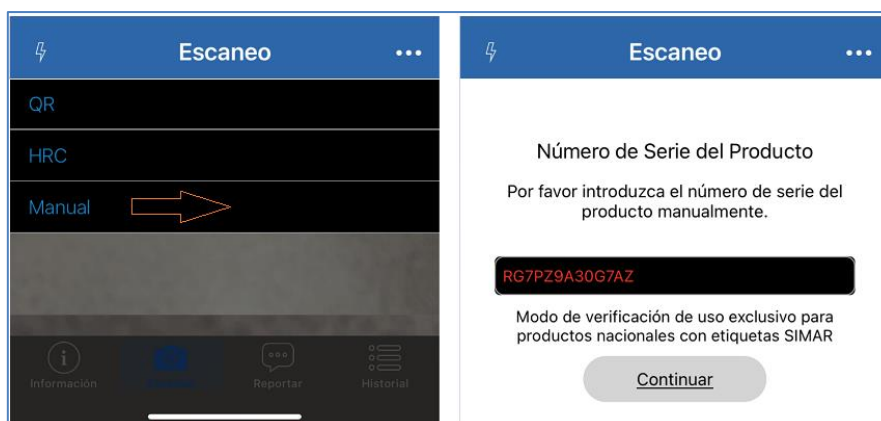 Escaneo
QR
HRC
Manual
Información
Reportar
Historial
Escaneo
Número de Serie del Producto
Por favor introduzca el número de serie del
producto manualmente.
RG7PZ9A30G7AZ
Modo de verificación de uso exclusivo para
productos nacionales con etiquetas SIMAR
Continuar